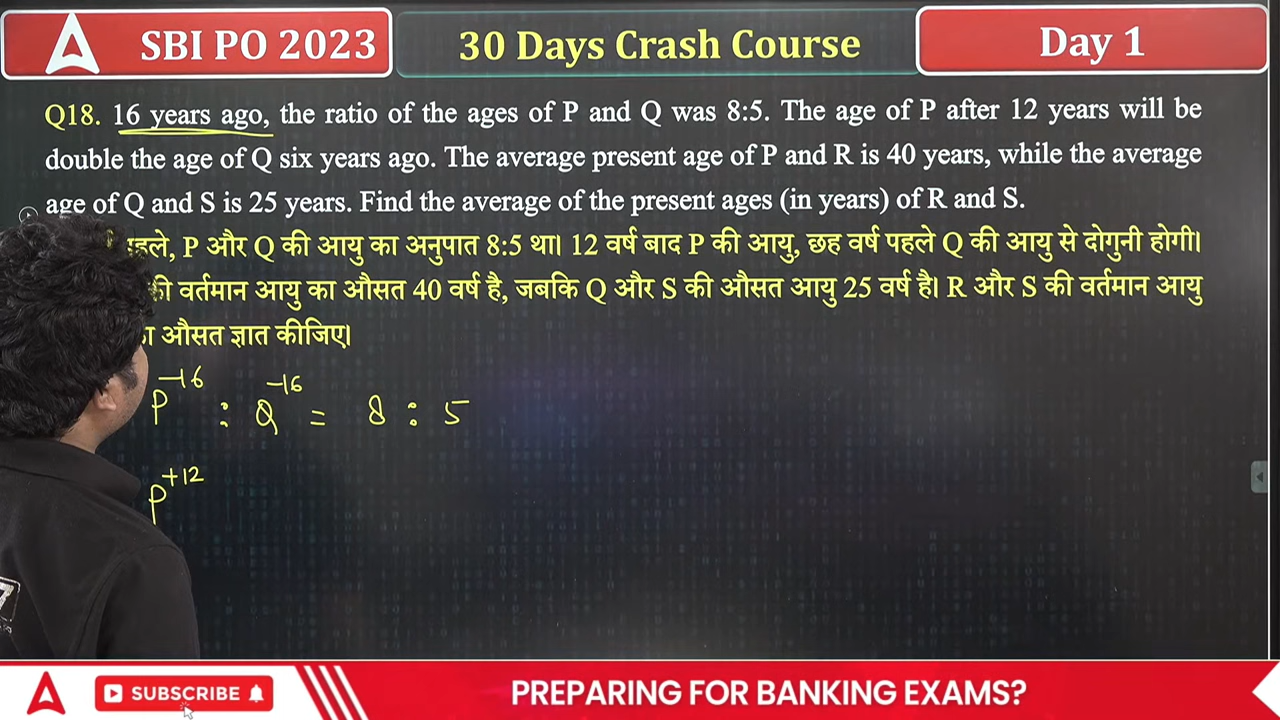 SBI PO 2023
30 Days Crash Course
Day 1
Q18. 16 years ago, the ratio of the ages of P and Q was 8:5. The age of P after 12 years will be
double the age of Q six years ago. The average present age of P and R is 40 years, while the average
age of Q and S is 25 years. Find the average of the present ages (in years) of R and S.
पहले, P और Q की आयु का अनुपात 8:5 था। 12 वर्ष बाद P की आयु, छह वर्ष पहले Q की आयु से दोगुनी होगी।
की वर्तमान आयु का औसत 40 वर्ष है, जबकि Q और S की औसत आयु 25 वर्ष है। R और S की वर्तमान आयु
औसत ज्ञात कीजिए।
P⁻¹⁶ : Q⁻¹⁶ = 8 : 5
P⁺¹²
SUBSCRIBE
PREPARING FOR BANKING EXAMS?